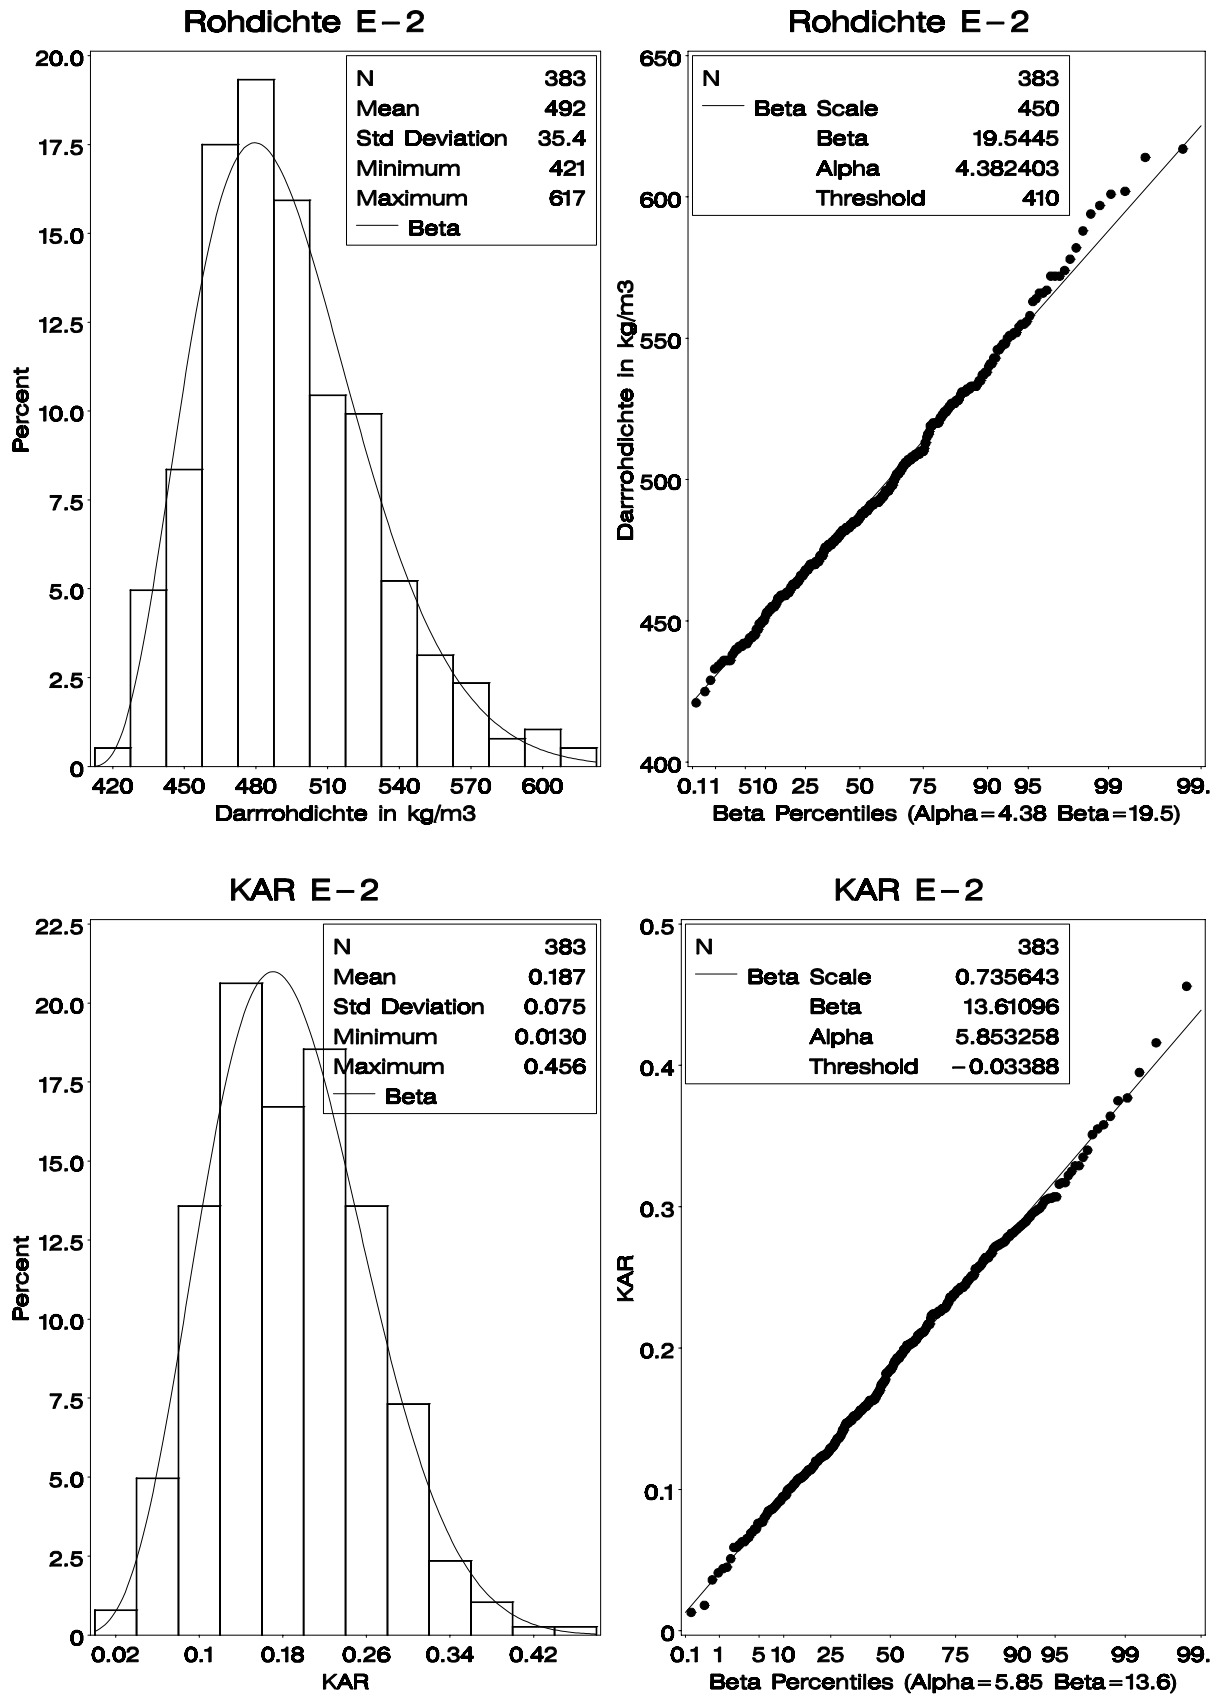 Rohdichte E-2
20.0
17.5
15.0
12.5
10.0
7.5
5.0
2.5
0
Percent
N 383
Mean 492
Std Deviation 35.4
Minimum 421
Maximum 617
Beta
420 450 480 510 540 570 600
Darrrohdichte in kg/m3
Rohdichte E-2
650
600
550
500
450
400
Darrrohdichte in kg/m3
N 383
Beta Scale 450
Beta 19.5445
Alpha 4.382403
Threshold 410
0.1 1 5 10 25 50 75 90 95 99 99.
Beta Percentiles (Alpha=4.38 Beta=19.5)
KAR E-2
22.5
20.0
17.5
15.0
12.5
10.0
7.5
5.0
2.5
0
Percent
N 383
Mean 0.187
Std Deviation 0.075
Minimum 0.0130
Maximum 0.456
Beta
0.02 0.1 0.18 0.26 0.34 0.42
KAR
KAR E-2
0.5
0.4
0.3
0.2
0.1
0
KAR
N 383
Beta Scale 0.735643
Beta 13.61096
Alpha 5.853258
Threshold -0.03388
0.1 1 5 10 25 50 75 90 95 99 99.
Beta Percentiles (Alpha=5.85 Beta=13.6)